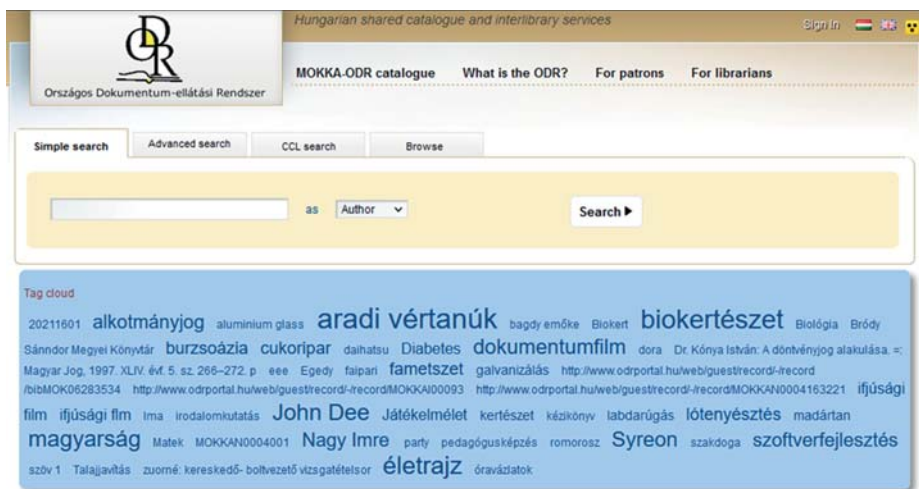 Hungarian shared catalogue and interlibrary services
Sign In
ODR
Országos Dokumentum-ellátási Rendszer
MOKKA-ODR catalogue What is the ODR? For patrons For librarians
Simple search Advanced search CCL search Browse
as Author Search
Tag cloud
20211601 alkotmányjog aluminium glass aradi vértanúk bagdy emőke Biokert biokertészet Biológia Bródy
Sánndor Megyei Könyvtár burzsoázia cukoripar daihatsu Diabetes dokumentumfilm dora Dr. Kónya István: A döntvényjog alakulása. =:
Magyar Jog, 1997. XLIV. évf. 5. sz. 266–272. p eee Egedy faipari fametszet galvanizálás http://www.odrportal.hu/web/guest/record/-/record
/bibMOK06283534 http://www.odrportal.hu/web/guest/record/-/record/MOKKAI00093 http://www.odrportal.hu/web/guest/record/-/record/MOKKAN0004163221 ifjúsági
film ifjúsági flm Ima irodalomkutatás John Dee Játékelmélet kertészet kézikönyv labdarúgás lótenyésztés madártan
magyarság Matek MOKKAN0004001 Nagy Imre party pedagógusképzés romorosz Syreon szakdoga szoftverfejlesztés
szöv 1 Talajjavítás zuorné: kereskedő- boltvezető vizsgatételsor életrajz óravázlatok